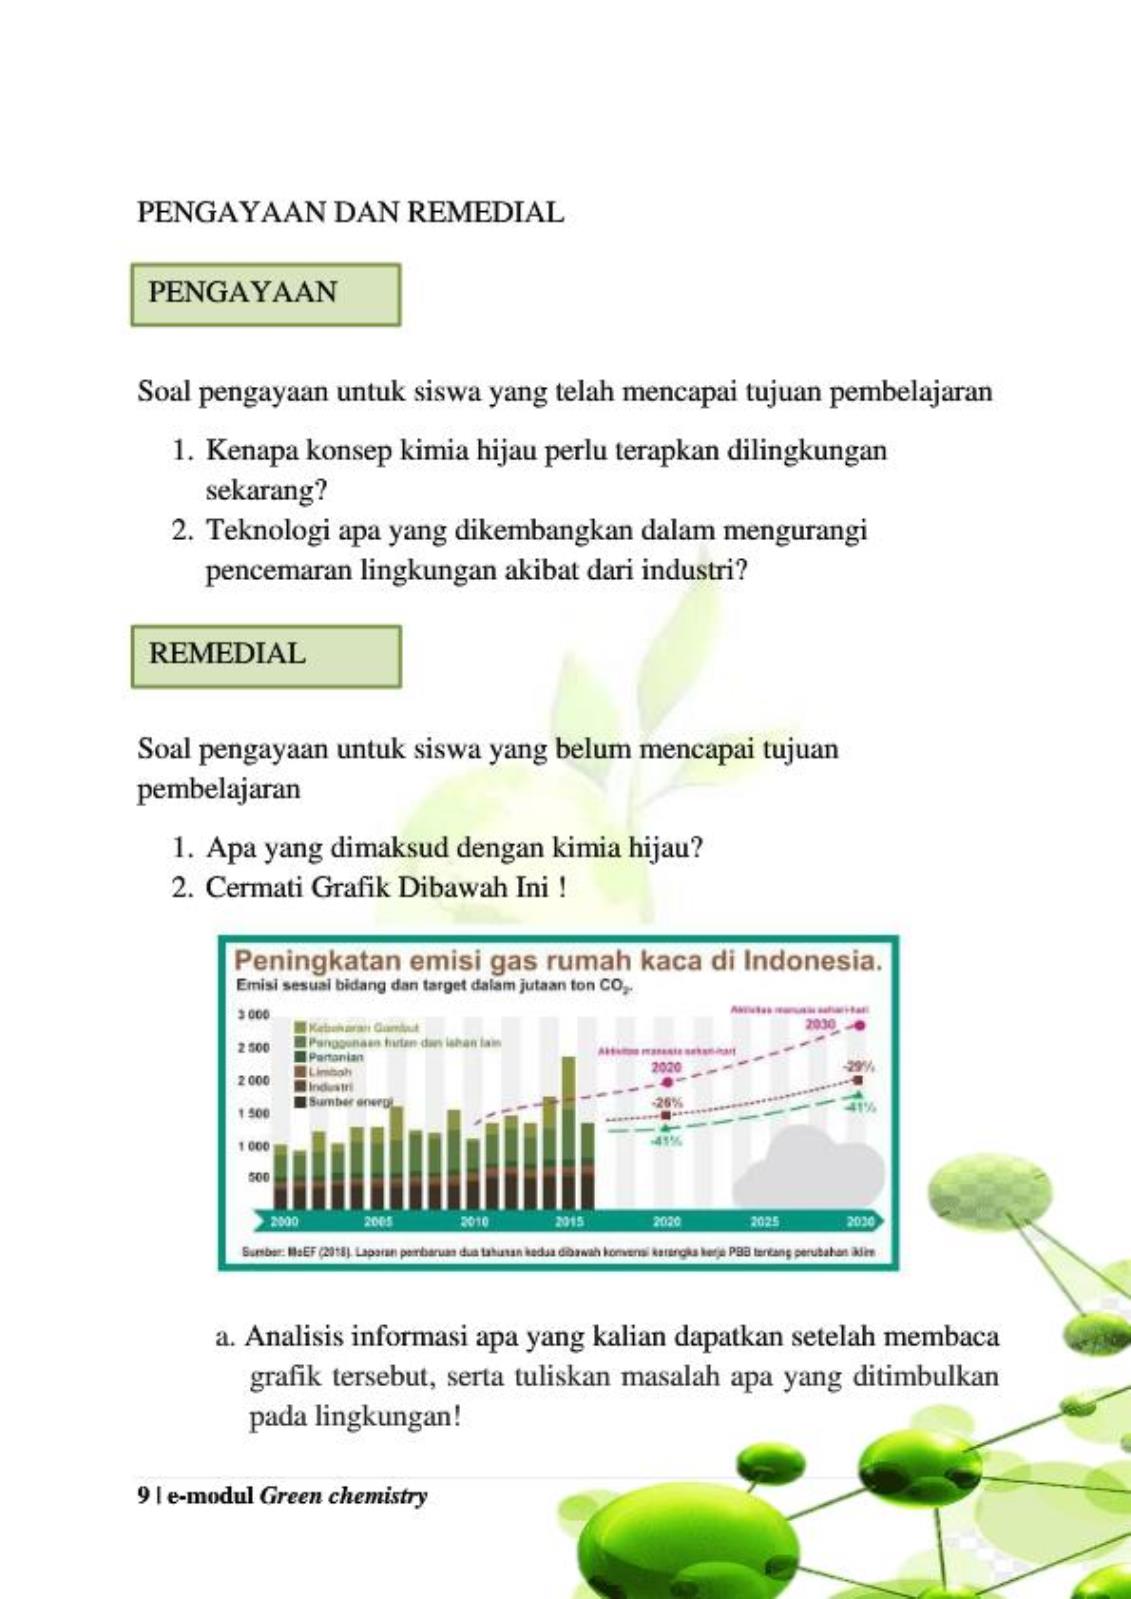 PENGAYAAN DAN REMEDIAL
PENGAYAAN
Soal pengayaan untuk siswa yang telah mencapai tujuan pembelajaran
1. Kenapa konsep kimia hijau perlu terapkan dilingkungan
sekarang?
2. Teknologi apa yang dikembangkan dalam mengurangi
pencemaran lingkungan akibat dari industri?
REMEDIAL
Soal pengayaan untuk siswa yang belum mencapai tujuan
pembelajaran
1. Apa yang dimaksud dengan kimia hijau?
2. Cermati Grafik Dibawah Ini !
Peningkatan emisi gas rumah kaca di Indonesia.
Emisi sesuai bidang dan target dalam jutaan ton CO₂.
3 000
2 500
2 000
1 500
1 000
500
Kebakaran Gambut
Penggunaan hutan dan lahan lain
Pertanian
Limbah
Industri
Sumber energi
Aktivitas manusia sehari-hari
2020
-26%
-41%
Aktivitas manusia sehari-hari
2030
-29%
-41%
2000 2005 2010 2015 2020 2025 2030
Sumber: MoEF (2018). Laporan pembaruan dua tahunan kedua dibawah konvensi kerangka kerja PBB tentang perubahan iklim
a. Analisis informasi apa yang kalian dapatkan setelah membaca
grafik tersebut, serta tuliskan masalah apa yang ditimbulkan
pada lingkungan!
9 | e-modul Green chemistry